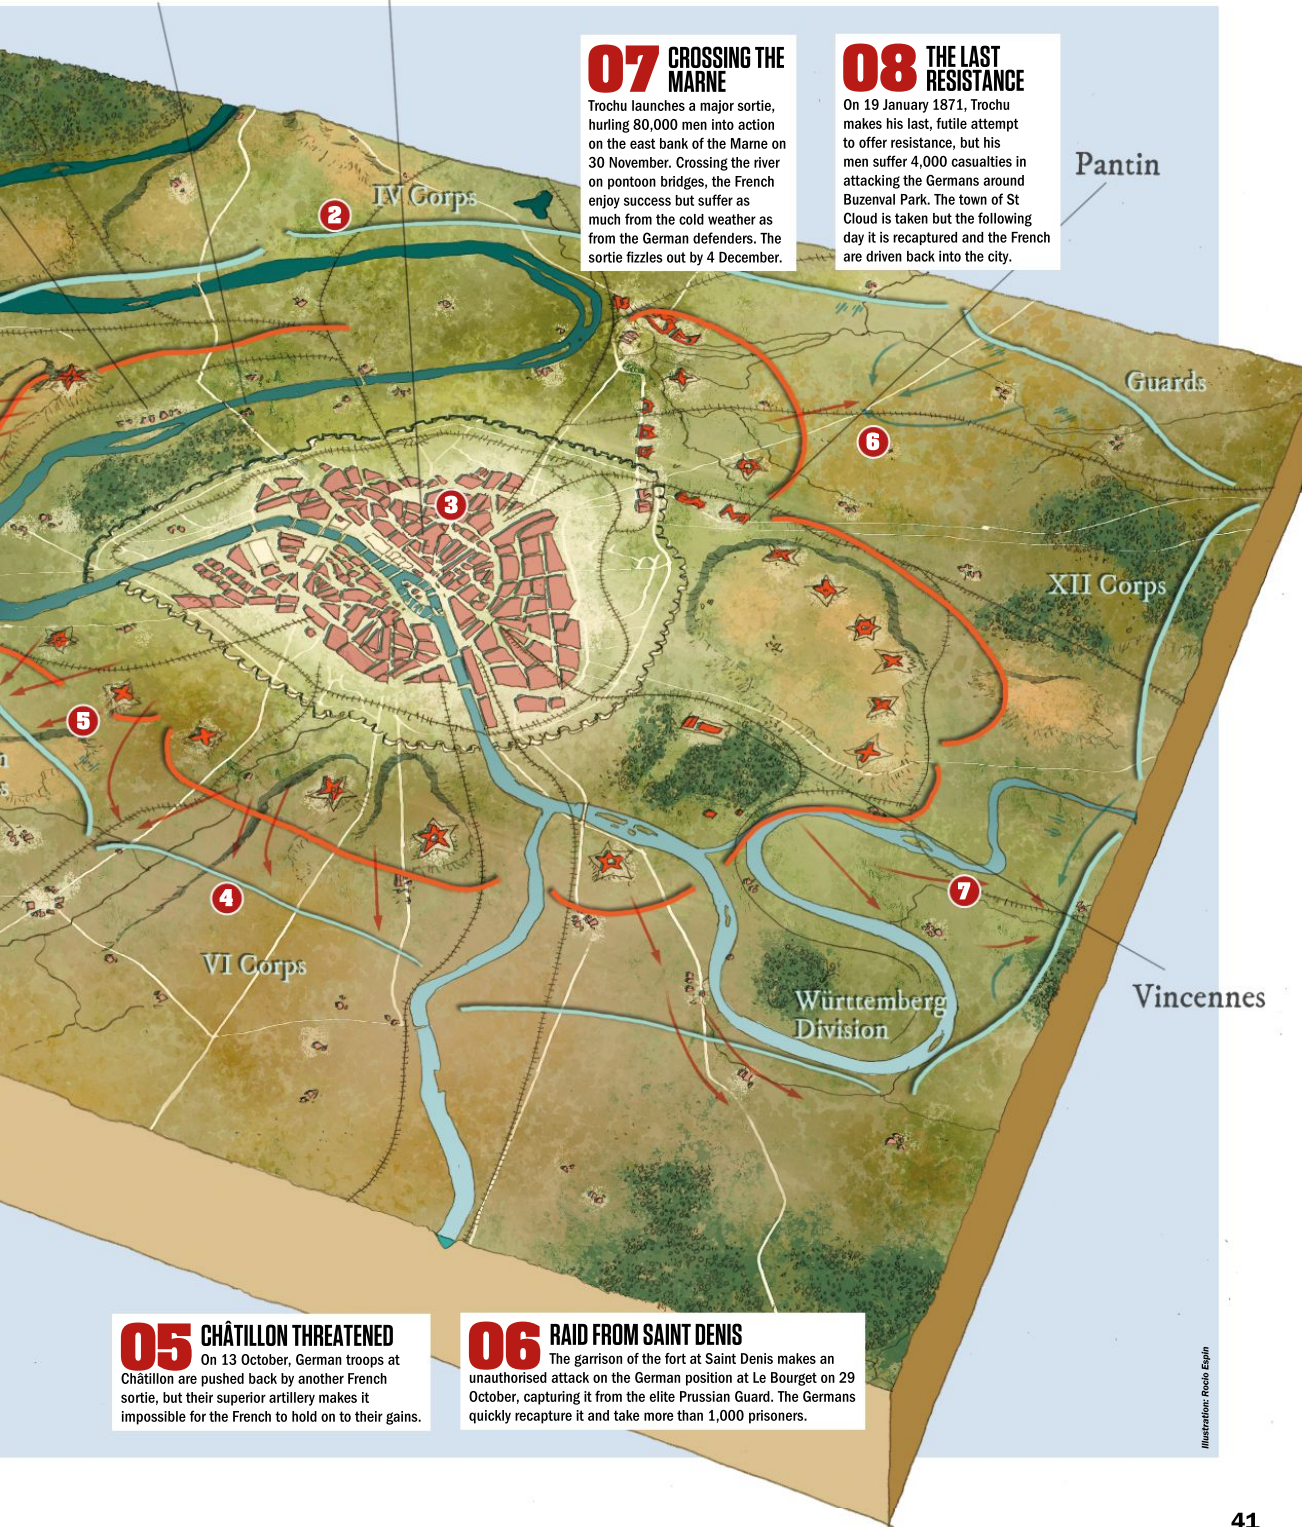 07 CROSSING THE
MARNE
Trochu launches a major sortie,
hurling 80,000 men into action
on the east bank of the Marne on
30 November. Crossing the river
on pontoon bridges, the French
enjoy success but suffer as
much from the cold weather as
from the German defenders. The
sortie fizzles out by 4 December.
08 THE LAST
RESISTANCE
On 19 January 1871, Trochu
makes his last, futile attempt
to offer resistance, but his
men suffer 4,000 casualties in
attacking the Germans around
Buzenval Park. The town of St
Cloud is taken but the following
day it is recaptured and the French
are driven back into the city.
Pantin
IV Corps
2
Guards
6
3
XII Corps
5
4
7
VI Corps
Württemberg
Division
Vincennes
05 CHÂTILLON THREATENED
On 13 October, German troops at
Châtillon are pushed back by another French
sortie, but their superior artillery makes it
impossible for the French to hold on to their gains.
06 RAID FROM SAINT DENIS
The garrison of the fort at Saint Denis makes an
unauthorised attack on the German position at Le Bourget on 29
October, capturing it from the elite Prussian Guard. The Germans
quickly recapture it and take more than 1,000 prisoners.
Illustration: Rocio Espin
41